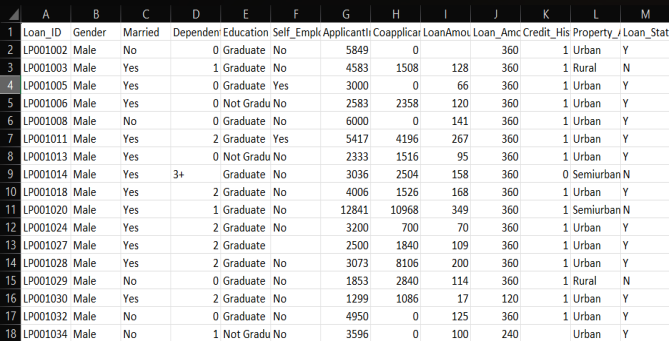 A B C D E F G H I J K L M
1 Loan_ID Gender Married Dependent Education Self_Emplo ApplicantI Coapplican LoanAmou Loan_Amo Credit_His Property_A Loan_Stat
2 LP001002 Male No 0 Graduate No 5849 0 360 1 Urban Y
3 LP001003 Male Yes 1 Graduate No 4583 1508 128 360 1 Rural N
4 LP001005 Male Yes 0 Graduate Yes 3000 0 66 360 1 Urban Y
5 LP001006 Male Yes 0 Not Gradu No 2583 2358 120 360 1 Urban Y
6 LP001008 Male No 0 Graduate No 6000 0 141 360 1 Urban Y
7 LP001011 Male Yes 2 Graduate Yes 5417 4196 267 360 1 Urban Y
8 LP001013 Male Yes 0 Not Gradu No 2333 1516 95 360 1 Urban Y
9 LP001014 Male Yes 3+ Graduate No 3036 2504 158 360 0 Semiurban N
10 LP001018 Male Yes 2 Graduate No 4006 1526 168 360 1 Urban Y
11 LP001020 Male Yes 1 Graduate No 12841 10968 349 360 1 Semiurban N
12 LP001024 Male Yes 2 Graduate No 3200 700 70 360 1 Urban Y
13 LP001027 Male Yes 2 Graduate 2500 1840 109 360 1 Urban Y
14 LP001028 Male Yes 2 Graduate No 3073 8106 200 360 1 Urban Y
15 LP001029 Male No 0 Graduate No 1853 2840 114 360 1 Rural N
16 LP001030 Male Yes 2 Graduate No 1299 1086 17 120 1 Urban Y
17 LP001032 Male No 0 Graduate No 4950 0 125 360 1 Urban Y
18 LP001034 Male No 1 Not Gradu No 3596 0 100 240 Urban Y